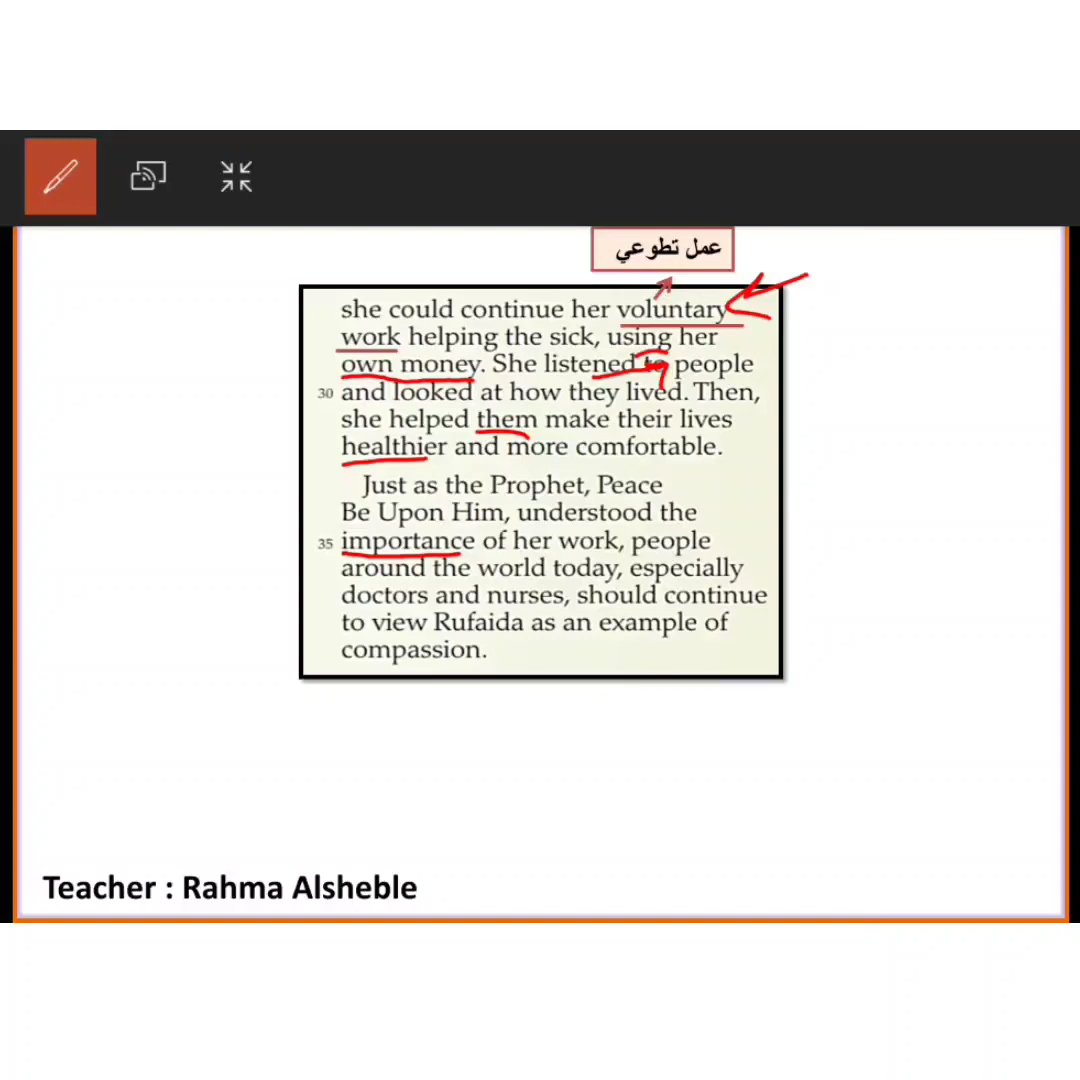 عمل تطوعي
she could continue her voluntary
work helping the sick, using her
own money. She listened to people
30 and looked at how they lived. Then,
she helped them make their lives
healthier and more comfortable.
Just as the Prophet, Peace
Be Upon Him, understood the
35 importance of her work, people
around the world today, especially
doctors and nurses, should continue
to view Rufaida as an example of
compassion.
Teacher : Rahma Alsheble